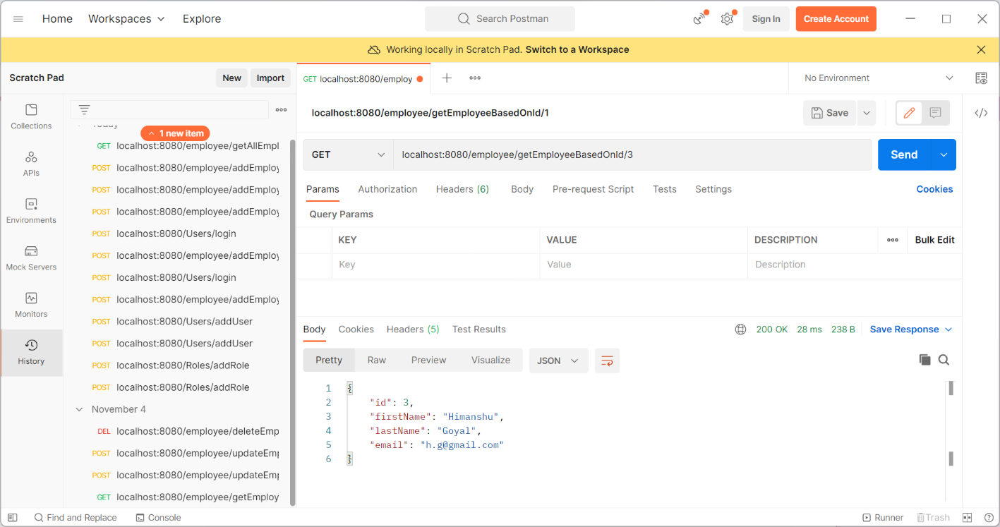 Home Workspaces Explore Search Postman Sign In Create Account
Working locally in Scratch Pad. Switch to a Workspace
Scratch Pad New Import
GET localhost:8080/employ
No Environment
Collections
APIs
Environments
Mock Servers
Monitors
History
1 new item
GET localhost:8080/employee/getAllEmpl
POST localhost:8080/employee/addEmploy
POST localhost:8080/employee/addEmploy
POST localhost:8080/employee/addEmploy
POST localhost:8080/Users/login
POST localhost:8080/employee/addEmploy
POST localhost:8080/Users/login
POST localhost:8080/employee/addEmploy
POST localhost:8080/Users/addUser
POST localhost:8080/Users/addUser
POST localhost:8080/Roles/addRole
POST localhost:8080/Roles/addRole
November 4
DEL localhost:8080/employee/deleteEmp
POST localhost:8080/employee/updateEmp
POST localhost:8080/employee/updateEmp
GET localhost:8080/employee/getEmploy
localhost:8080/employee/getEmployeeBasedOnId/1 Save
GET localhost:8080/employee/getEmployeeBasedOnId/3 Send
Params Authorization Headers (6) Body Pre-request Script Tests Settings Cookies
Query Params
KEY VALUE DESCRIPTION Bulk Edit
Key Value Description
Body Cookies Headers (5) Test Results 200 OK 28 ms 238 B Save Response
Pretty Raw Preview Visualize JSON
1 {
2 "id": 3,
3 "firstName": "Himanshu",
4 "lastName": "Goyal",
5 "email": "h.g@gmail.com"
6 }
Find and Replace Console Runner Trash